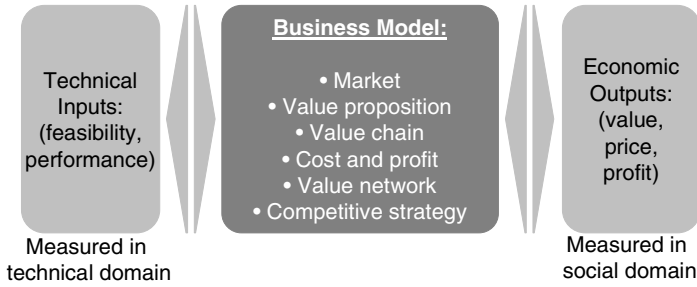 Technical
Inputs:
(feasibility,
performance)
Measured in
technical domain
Business Model:
• Market
• Value proposition
• Value chain
• Cost and profit
• Value network
• Competitive strategy
Economic
Outputs:
(value,
price,
profit)
Measured in
social domain